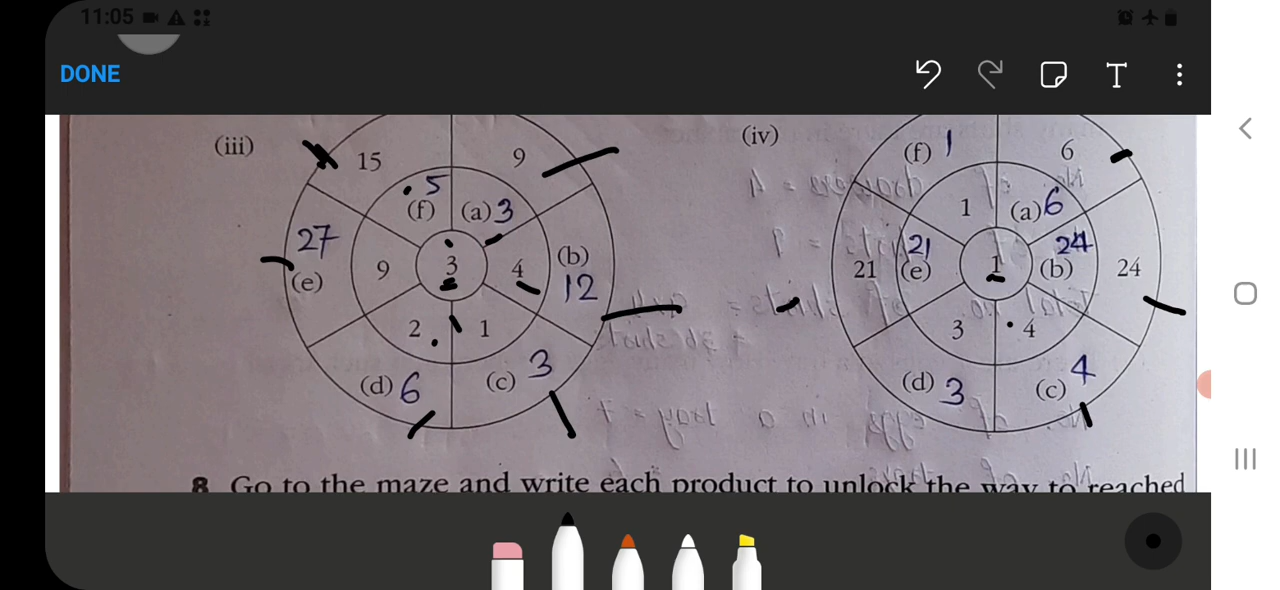 11:05
DONE
T
(iii)
15
9
(f)
5
(a) 3
27
(e)
9
3
4
(b)
12
2
1
(d) 6
(c) 3
(iv)
(f) 1
6
1
(a) 6
21
21
(e)
1
24
(b)
24
3
4
(d) 3
(c) 4
8 Go to the maze and write each product to unlock the way to reached